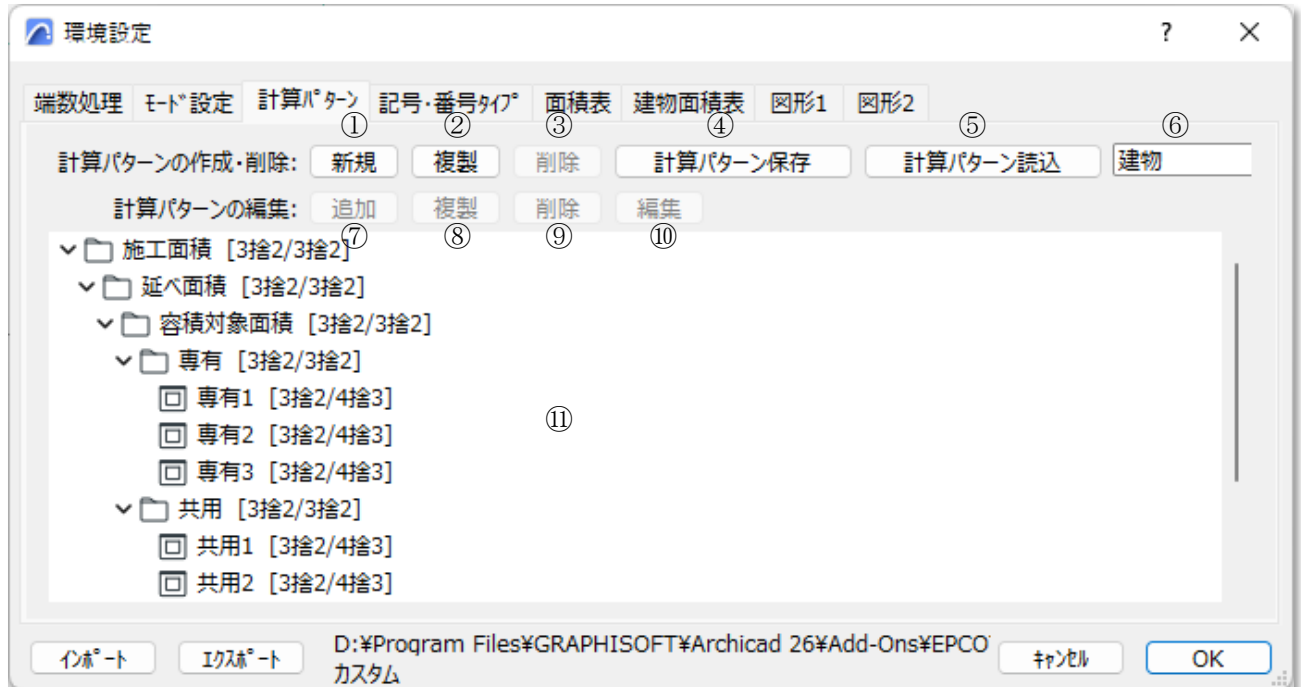 環境設定 ?
端数処理 ﾓｰﾄﾞ設定 計算ﾊﾟﾀｰﾝ 記号･番号ﾀｲﾌﾟ 面積表 建物面積表 図形1 図形2
① ② ③ ④ ⑤ ⑥
計算パターンの作成･削除: 新規 複製 削除 計算パターン保存 計算パターン読込 建物
計算パターンの編集: 追加 複製 削除 編集
⑦ ⑧ ⑨ ⑩
施工面積 [3捨2/3捨2]
延べ面積 [3捨2/3捨2]
容積対象面積 [3捨2/3捨2]
専有 [3捨2/3捨2]
専有1 [3捨2/4捨3]
⑪
専有2 [3捨2/4捨3]
専有3 [3捨2/4捨3]
共用 [3捨2/3捨2]
共用1 [3捨2/4捨3]
共用2 [3捨2/4捨3]
ｲﾝﾎﾟｰﾄ ｴｸｽﾎﾟｰﾄ D:¥Program Files¥GRAPHISOFT¥Archicad 26¥Add-Ons¥EPCO ｷｬﾝｾﾙ OK
カスタム